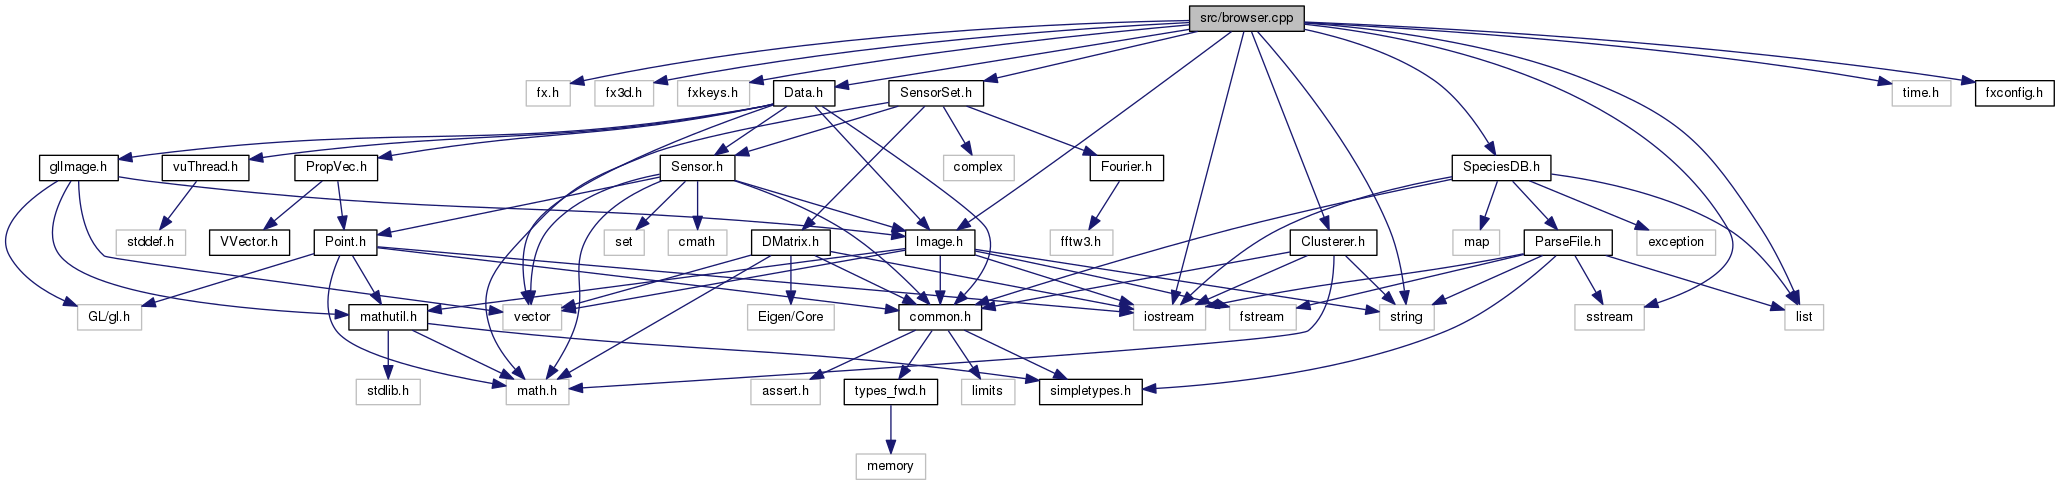 src/browser.cpp
fx.h
fx3d.h
fxkeys.h
Data.h
SensorSet.h
time.h
fxconfig.h
glImage.h
vuThread.h
PropVec.h
Sensor.h
complex
Fourier.h
SpeciesDB.h
stddef.h
VVector.h
Point.h
set
cmath
DMatrix.h
Image.h
fftw3.h
Clusterer.h
map
ParseFile.h
exception
GL/gl.h
mathutil.h
vector
Eigen/Core
common.h
iostream
fstream
string
sstream
list
stdlib.h
math.h
assert.h
types_fwd.h
limits
simpletypes.h
memory